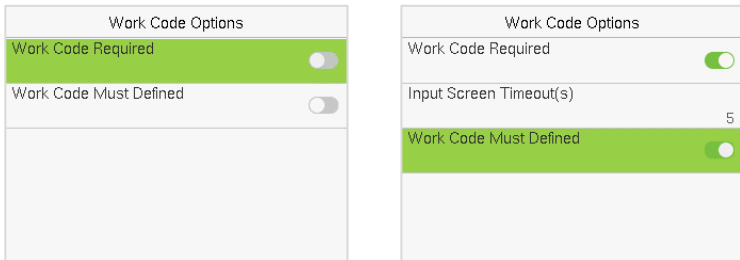 Work Code Options
Work Code Required
Work Code Must Defined
Work Code Options
Work Code Required
Input Screen Timeout(s)
5
Work Code Must Defined